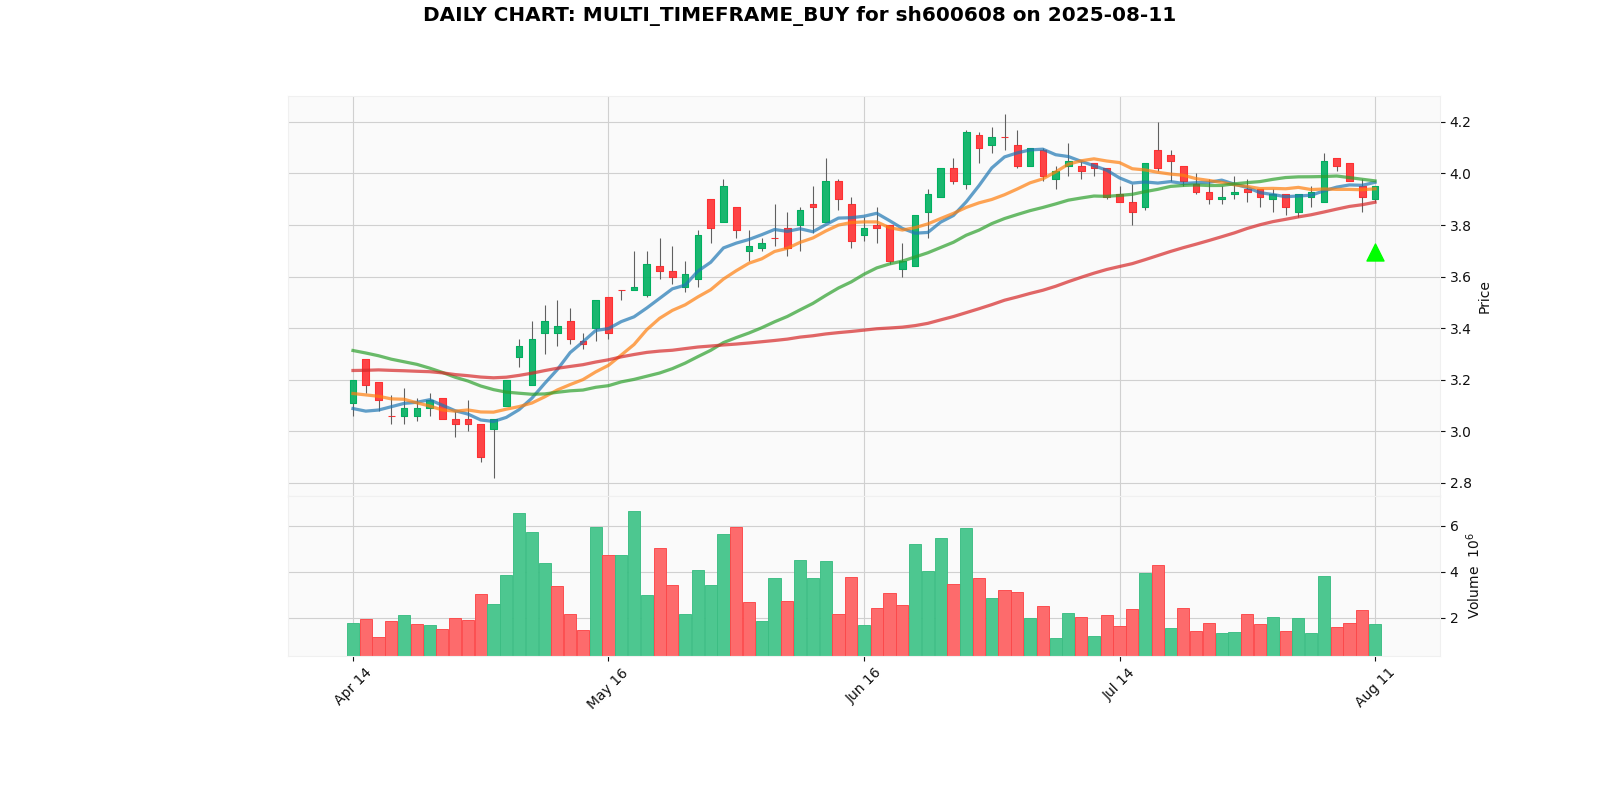 DAILY CHART: MULTI_TIMEFRAME_BUY for sh600608 on 2025-08-11
4.2
4.0
3.8
3.6
3.4
3.2
3.0
2.8
Price
6
4
2
Volume 10⁶
Apr 14
May 16
Jun 16
Jul 14
Aug 11